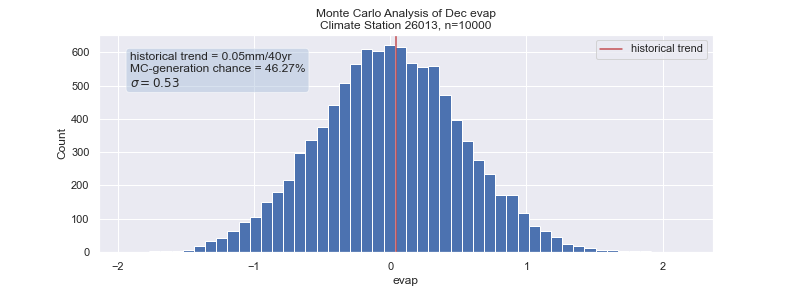 Monte Carlo Analysis of Dec evap
Climate Station 26013, n=10000
historical trend = 0.05mm/40yr
MC-generation chance = 46.27%
σ = 0.53
historical trend
600
500
400
300
200
100
0
Count
−2
−1
0
1
2
evap